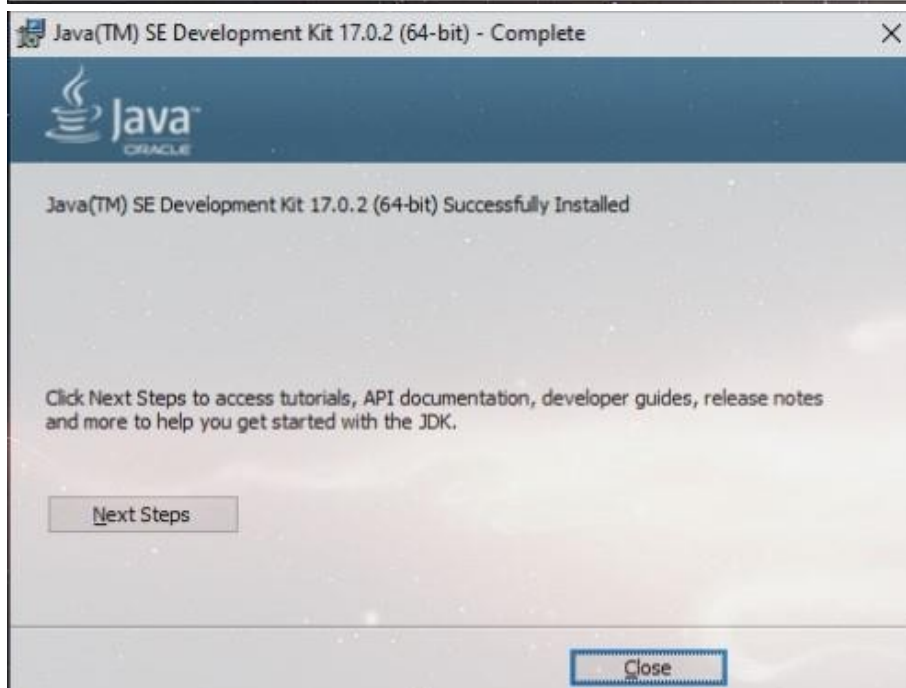 Java(TM) SE Development Kit 17.0.2 (64-bit) - Complete
Java™
ORACLE
Java(TM) SE Development Kit 17.0.2 (64-bit) Successfully Installed
Click Next Steps to access tutorials, API documentation, developer guides, release notes
and more to help you get started with the JDK.
Next Steps
Close